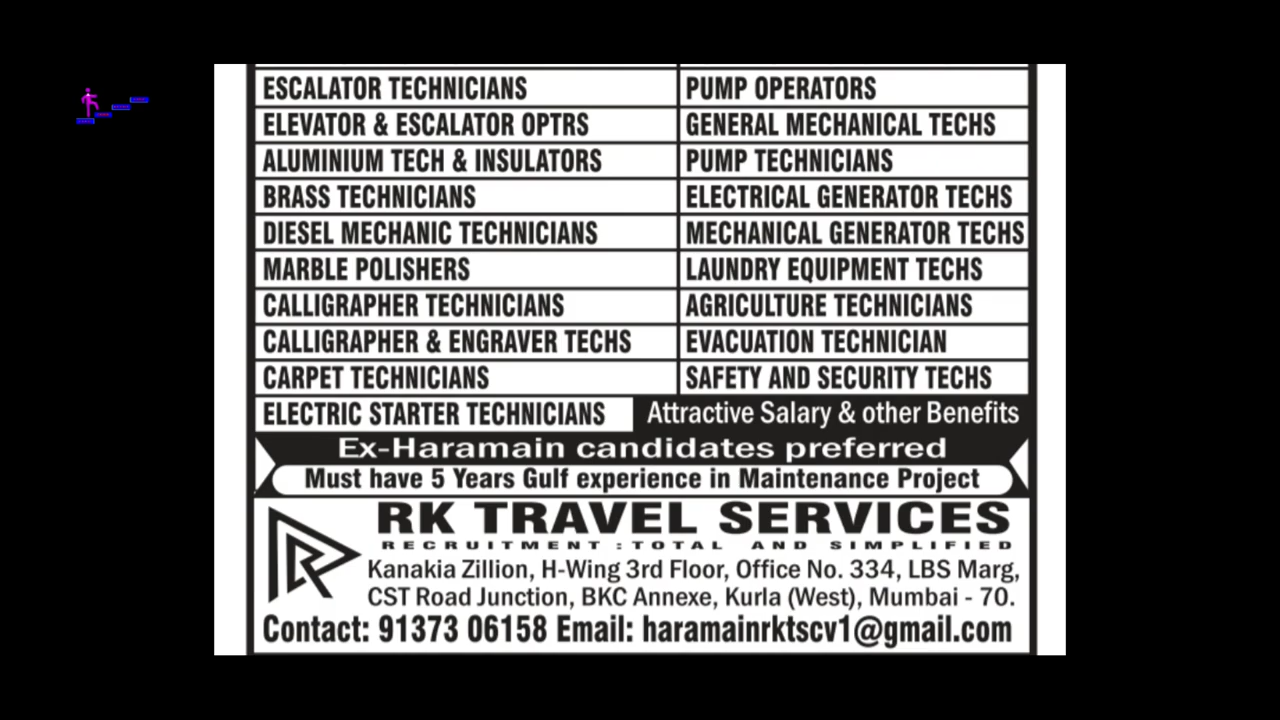 ESCALATOR TECHNICIANS PUMP OPERATORS
ELEVATOR & ESCALATOR OPTRS GENERAL MECHANICAL TECHS
ALUMINIUM TECH & INSULATORS PUMP TECHNICIANS
BRASS TECHNICIANS ELECTRICAL GENERATOR TECHS
DIESEL MECHANIC TECHNICIANS MECHANICAL GENERATOR TECHS
MARBLE POLISHERS LAUNDRY EQUIPMENT TECHS
CALLIGRAPHER TECHNICIANS AGRICULTURE TECHNICIANS
CALLIGRAPHER & ENGRAVER TECHS EVACUATION TECHNICIAN
CARPET TECHNICIANS SAFETY AND SECURITY TECHS
ELECTRIC STARTER TECHNICIANS Attractive Salary & other Benefits
Ex-Haramain candidates preferred
Must have 5 Years Gulf experience in Maintenance Project
RK TRAVEL SERVICES
RECRUITMENT : TOTAL AND SIMPLIFIED
Kanakia Zillion, H-Wing 3rd Floor, Office No. 334, LBS Marg,
CST Road Junction, BKC Annexe, Kurla (West), Mumbai - 70.
Contact: 91373 06158 Email: haramainrktscv1@gmail.com